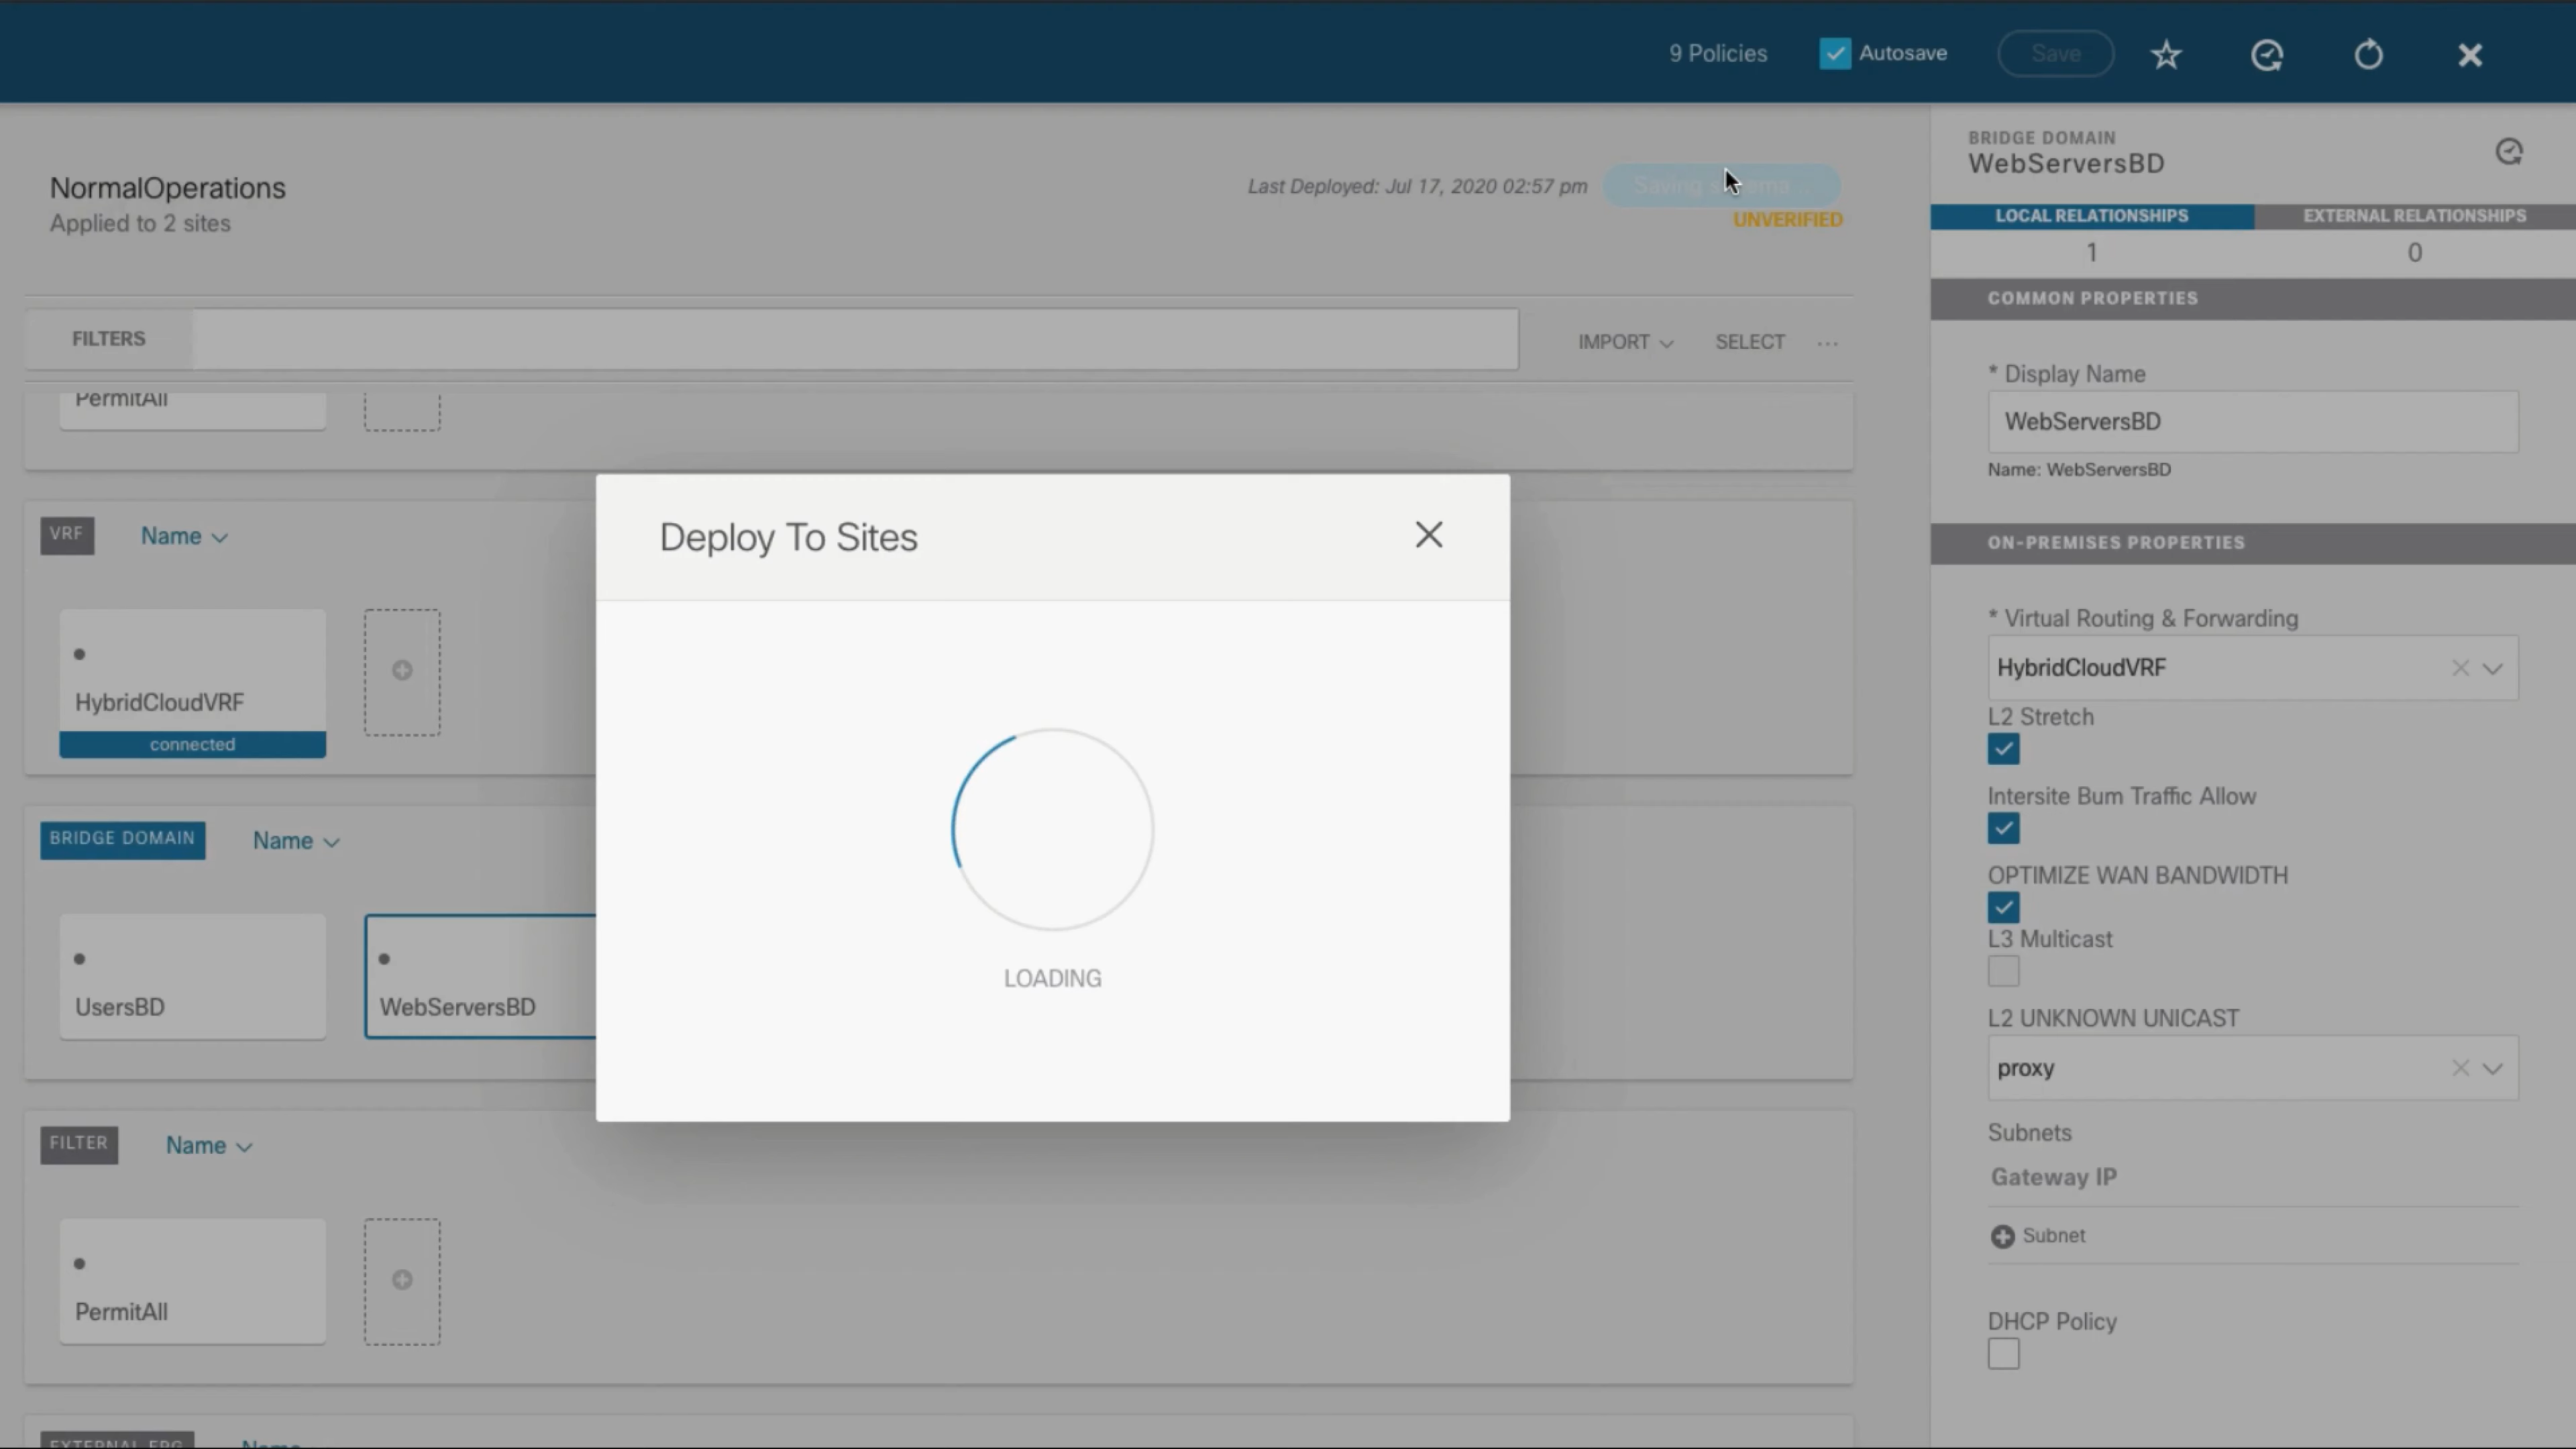 9 Policies
Autosave
Save
NormalOperations
Applied to 2 sites
Last Deployed: Jul 17, 2020 02:57 pm
Saving
UNVERIFIED
FILTERS
IMPORT
SELECT
...
PermitAll
VRF
Name
HybridCloudVRF
connected
BRIDGE DOMAIN
Name
UsersBD
WebServersBD
FILTER
Name
PermitAll
EXTERNAL EPG
Name
Deploy To Sites
LOADING
BRIDGE DOMAIN
WebServersBD
LOCAL RELATIONSHIPS
EXTERNAL RELATIONSHIPS
1
0
COMMON PROPERTIES
* Display Name
WebServersBD
Name: WebServersBD
ON-PREMISES PROPERTIES
* Virtual Routing & Forwarding
HybridCloudVRF
L2 Stretch
Intersite Bum Traffic Allow
OPTIMIZE WAN BANDWIDTH
L3 Multicast
L2 UNKNOWN UNICAST
proxy
Subnets
Gateway IP
Subnet
DHCP Policy